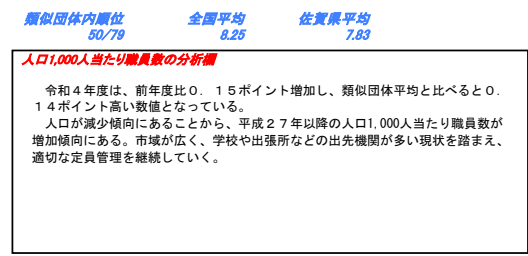 類似団体内順位 全国平均 佐賀県平均
50/79 8.25 7.83
人口1,000人当たり職員数の分析欄
令和４年度は、前年度比０．１５ポイント増加し、類似団体平均と比べると０．
１４ポイント高い数値となっている。
人口が減少傾向にあることから、平成２７年以降の人口1,000人当たり職員数が
増加傾向にある。市域が広く、学校や出張所などの出先機関が多い現状を踏まえ、
適切な定員管理を継続していく。